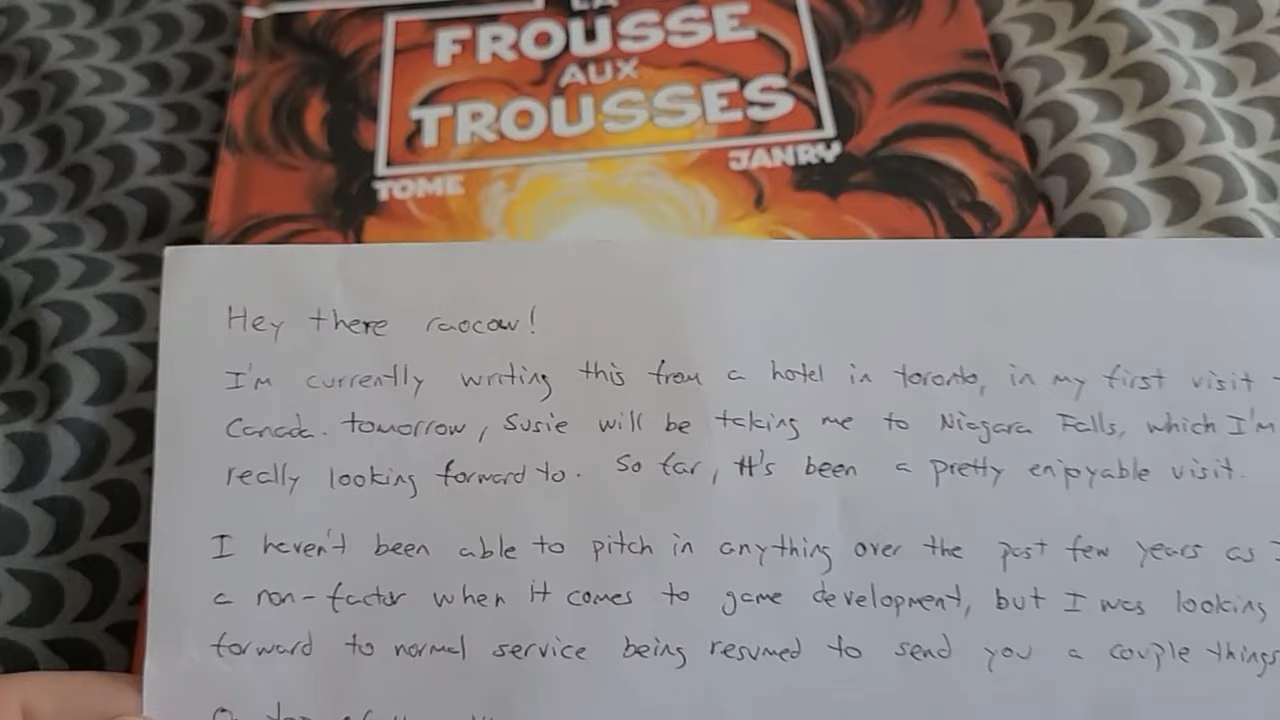 LA
FROUSSE
AUX
TROUSSES
TOME
JANRY
Hey there raocow!
I'm currently writing this from a hotel in toronto, in my first visit
Canada. tomorrow, Susie will be taking me to Niagara Falls, which I'm
really looking forward to. So far, it's been a pretty enjoyable visit.
I haven't been able to pitch in anything over the past few years as I
a non-factor when it comes to game development, but I was looking
forward to normal service being resumed to send you a couple things